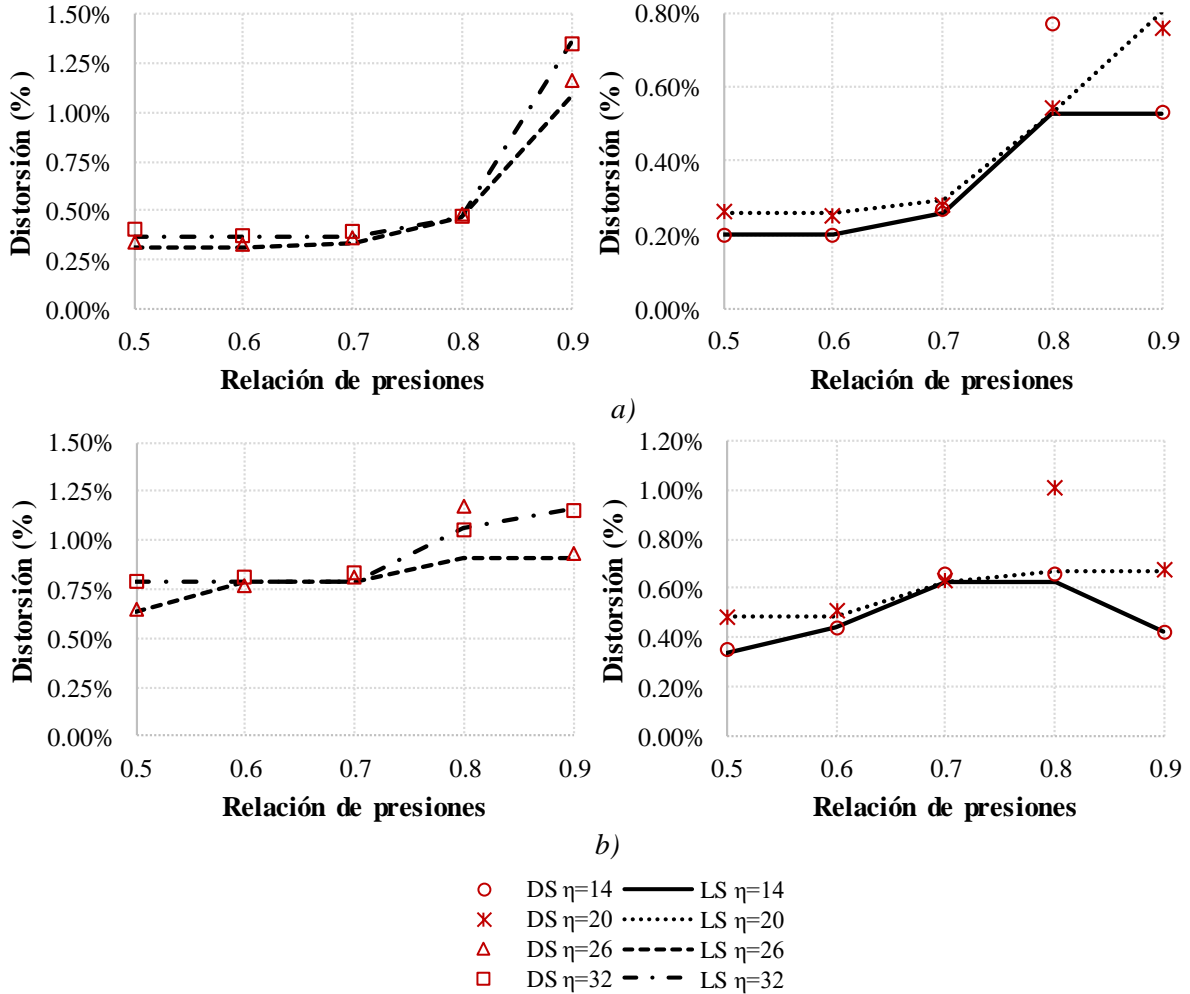 1.50%
1.25%
1.00%
0.75%
0.50%
0.25%
0.00%
Distorsión (%)
0.5 0.6 0.7 0.8 0.9
Relación de presiones
0.80%
0.60%
0.40%
0.20%
0.00%
Distorsión (%)
0.5 0.6 0.7 0.8 0.9
Relación de presiones
a)
1.50%
1.25%
1.00%
0.75%
0.50%
0.25%
0.00%
Distorsión (%)
0.5 0.6 0.7 0.8 0.9
Relación de presiones
1.20%
1.00%
0.80%
0.60%
0.40%
0.20%
0.00%
Distorsión (%)
0.5 0.6 0.7 0.8 0.9
Relación de presiones
b)
DS η=14 LS η=14
DS η=20 LS η=20
DS η=26 LS η=26
DS η=32 LS η=32